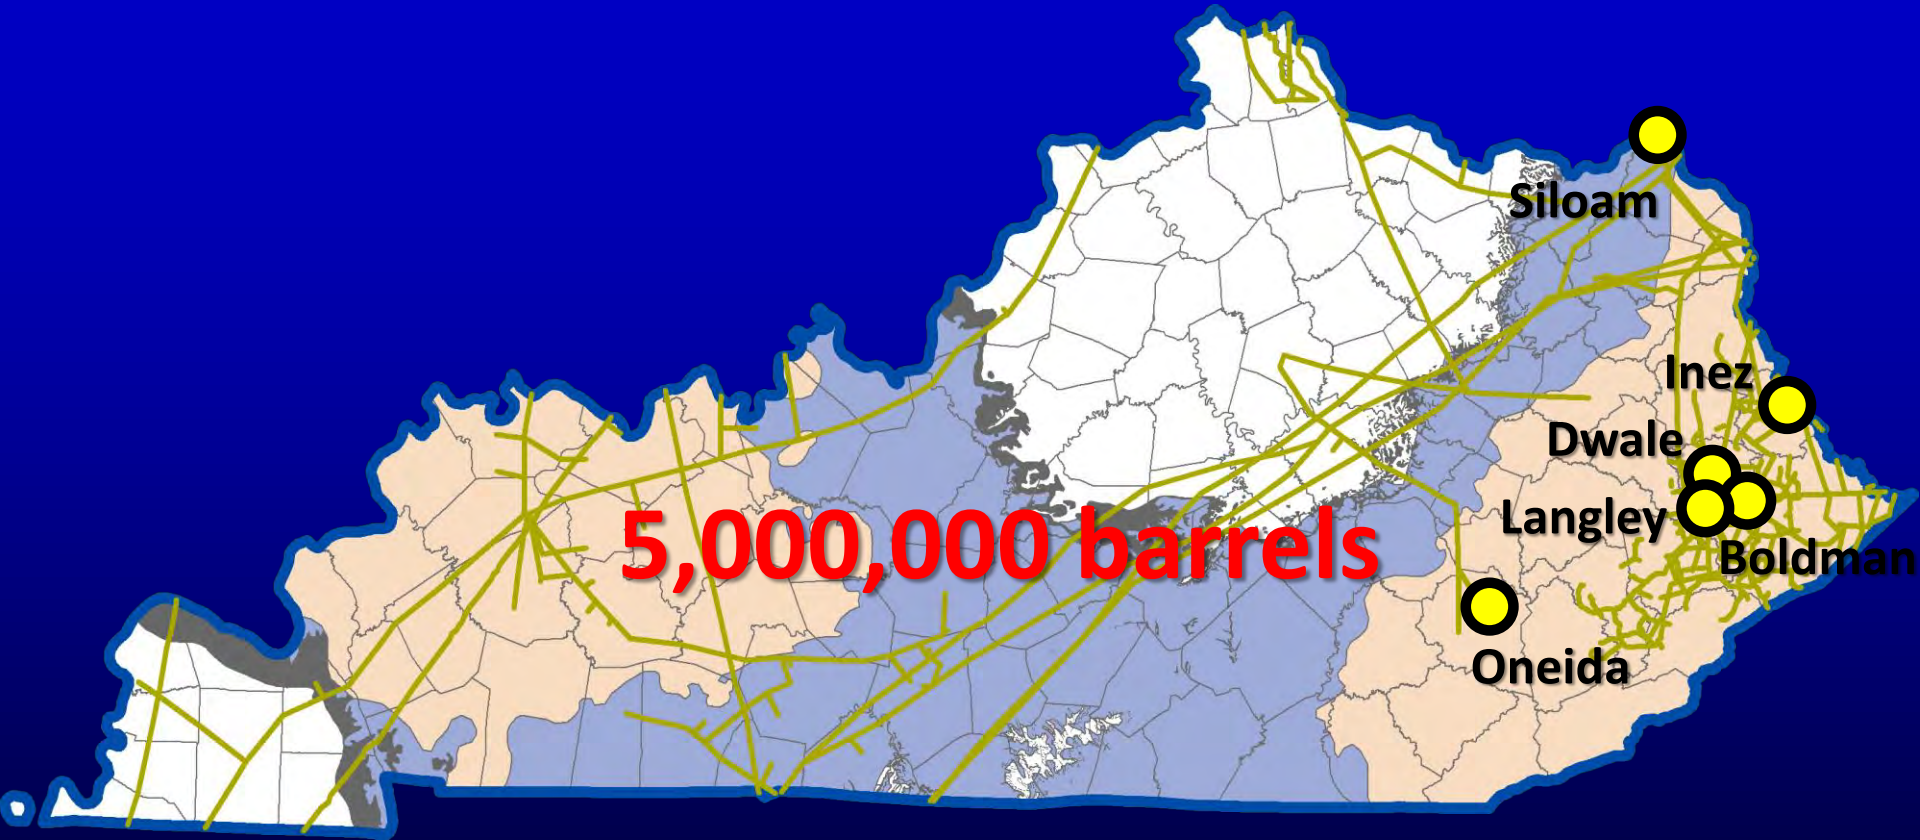 Siloam
Inez
Dwale
Langley
5,000,000 barrels
Boldman
Oneida